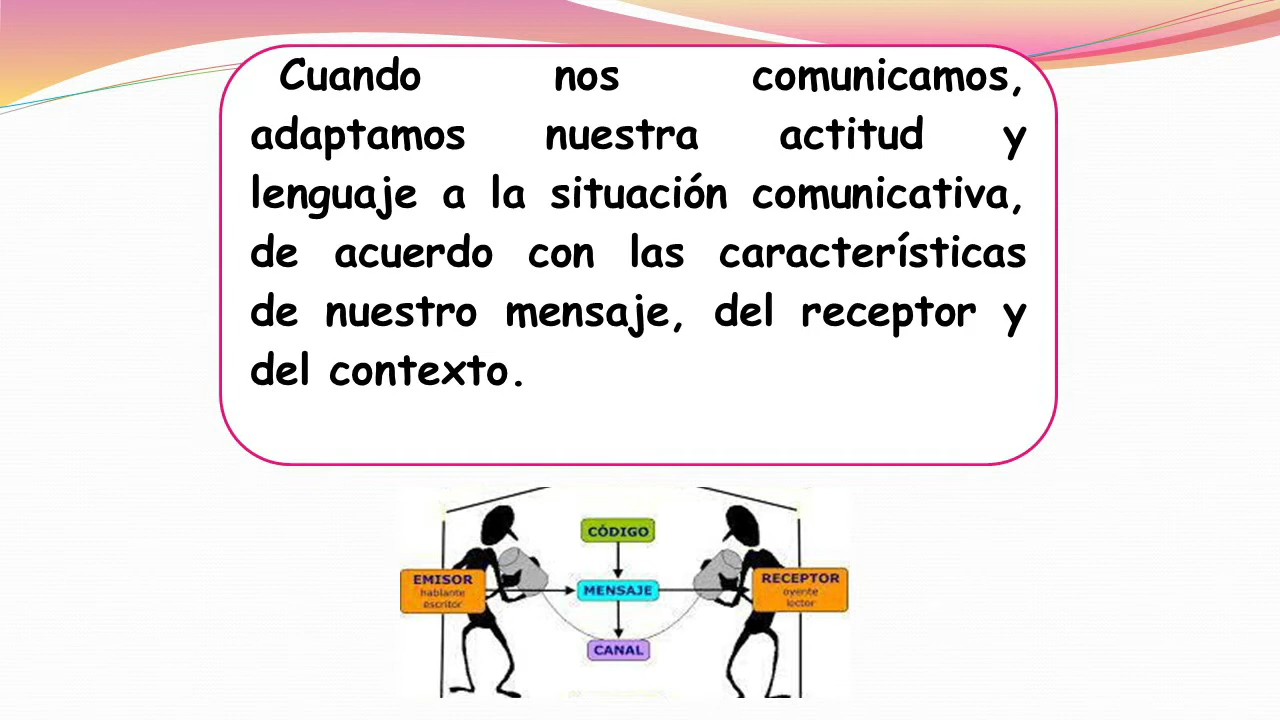 Cuando nos comunicamos,
adaptamos nuestra actitud y
lenguaje a la situación comunicativa,
de acuerdo con las características
de nuestro mensaje, del receptor y
del contexto.
CÓDIGO
EMISOR
hablante
escritor
MENSAJE
RECEPTOR
oyente
lector
CANAL